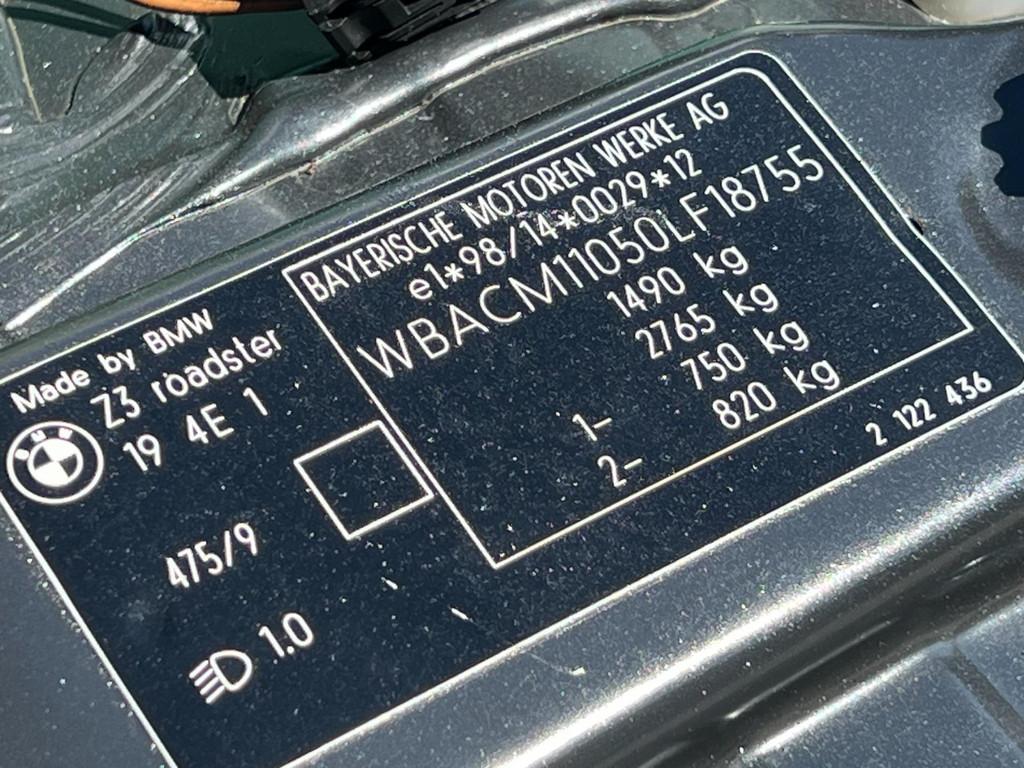 BAYERISCHE MOTOREN WERKE AG
e1*98/14*0029*12
WBACM11050LF18755
1490 kg
2765 kg
1- 750 kg
2- 820 kg
2 122 436
Made by BMW
Z3 roadster
19 4E 1
BMW
475/9
1.0